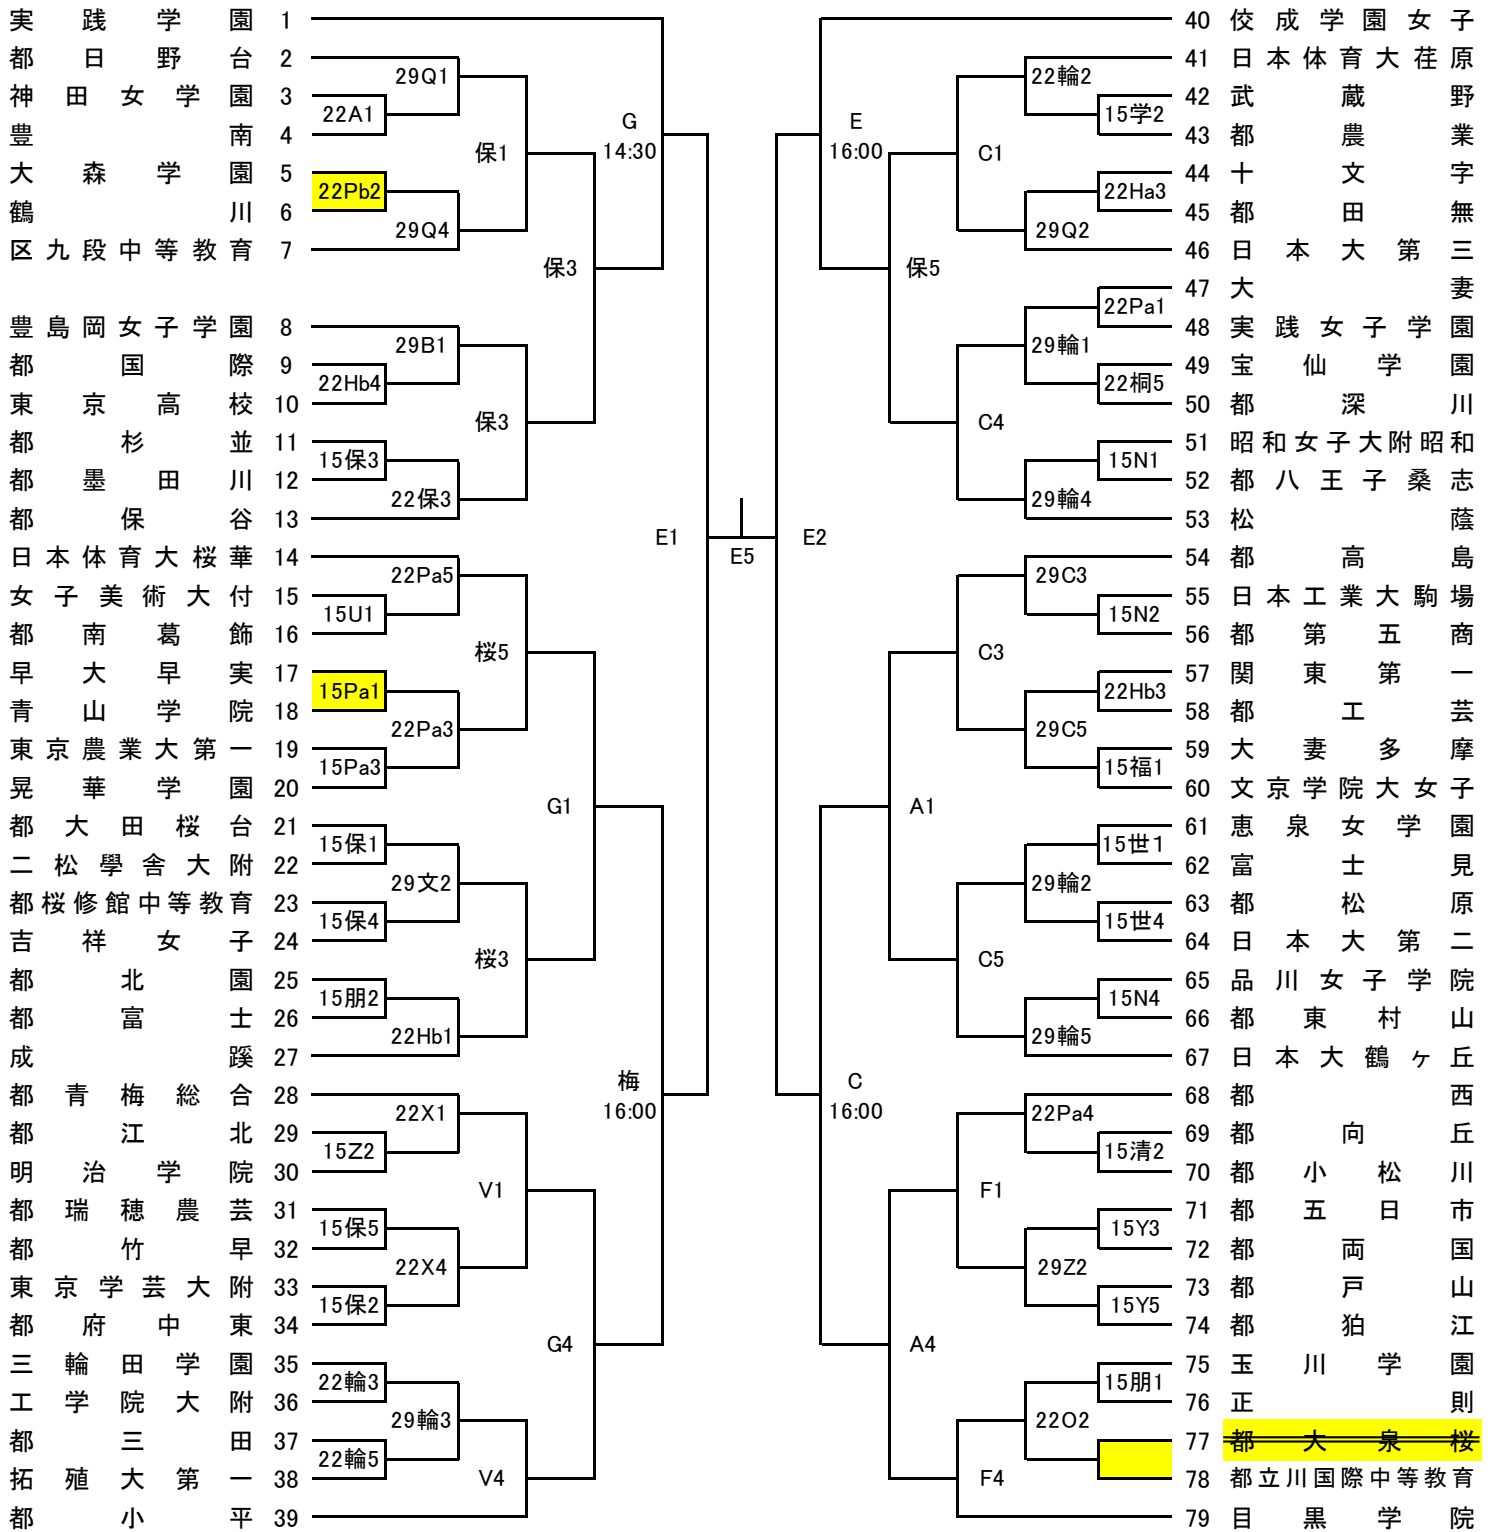 実践学園 1
都日野台 2
神田女学園 3
豊南 4
大森学園 5
鶴川 6
区九段中等教育 7
豊島岡女子学園 8
都国際 9
東京高校 10
都杉並 11
都墨田川 12
都保谷 13
日本体育大桜華 14
女子美術大付 15
都南葛飾 16
早大早実 17
青山学院 18
東京農業大第一 19
晃華学園 20
都大田桜台 21
二松學舎大附 22
都桜修館中等教育 23
吉祥女子 24
都北園 25
都富士 26
成蹊 27
都青梅総合 28
都江北 29
明治学院 30
都瑞穂農芸 31
都竹早 32
東京学芸大附 33
都府中東 34
三輪田学園 35
工学院大附 36
都三田 37
拓殖大第一 38
都小平 39
22A1
22Pb2
22Hb4
15保3
15U1
15Pa1
15Pa3
15保1
15保4
15朋2
15Z2
15保5
15保2
22輪3
22輪5
29Q1
29Q4
29B1
22保3
22Pa5
22Pa3
29文2
22Hb1
22X1
22X4
29輪3
保1
保3
桜5
桜3
V1
V4
保3
G1
G4
G
14:30
梅
16:00
E1
E5
E2
E
16:00
C
16:00
保5
A1
A4
C1
C4
C3
C5
F1
F4
22輪2
29Q2
29輪1
29輪4
29C3
29C5
29輪2
29輪5
22Pa4
29Z2
22O2
15学2
22Ha3
22Pa1
22桐5
15N1
15N2
22Hb3
15福1
15世1
15世4
15N4
15清2
15Y3
15Y5
15朋1
40 佼成学園女子
41 日本体育大荏原
42 武蔵野
43 都農業
44 十文字
45 都田無
46 日本大第三
47 大妻
48 実践女子学園
49 宝仙学園
50 都深川
51 昭和女子大附昭和
52 都八王子桑志
53 松蔭
54 都高島
55 日本工業大駒場
56 都第五商
57 関東第一
58 都工芸
59 大妻多摩
60 文京学院大女子
61 恵泉女学園
62 富士見
63 都松原
64 日本大第二
65 品川女子学院
66 都東村山
67 日本大鶴ヶ丘
68 都西
69 都向丘
70 都小松川
71 都五日市
72 都両国
73 都戸山
74 都狛江
75 玉川学園
76 正則
77 都大泉桜
78 都立川国際中等教育
79 目黒学院